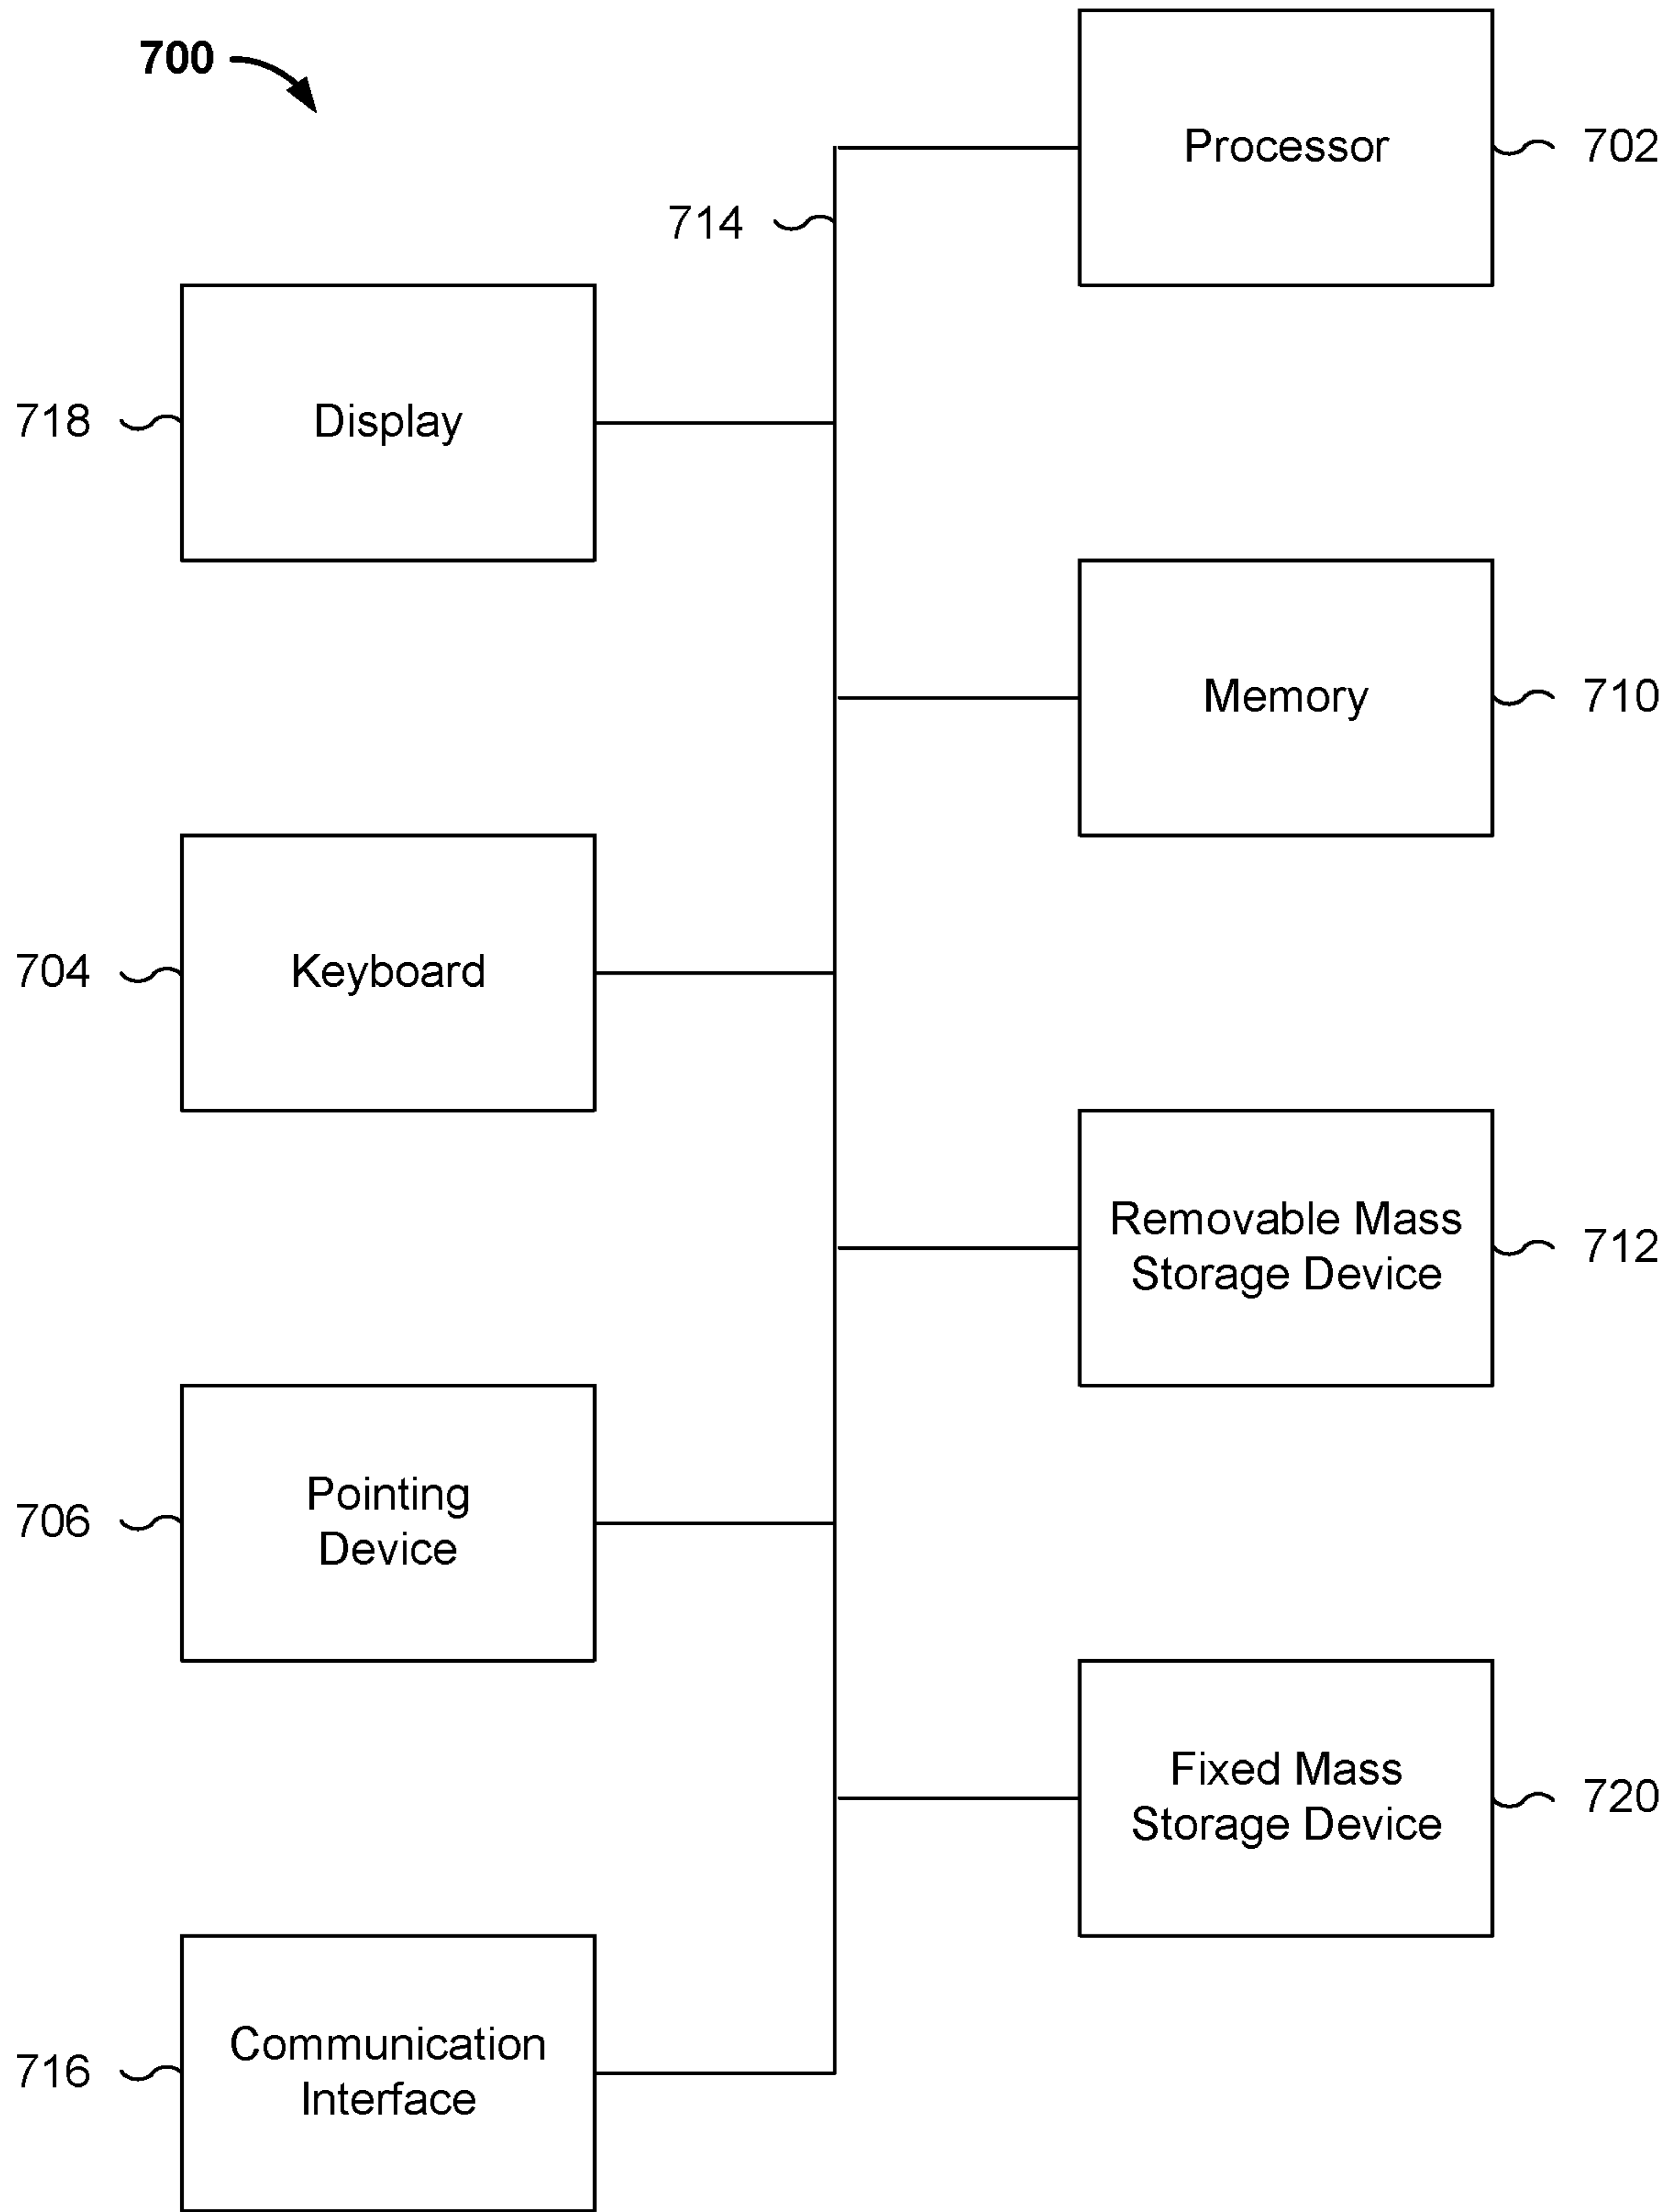 700
Processor
702
714
718
Display
Memory
710
704
Keyboard
Removable Mass
Storage Device
712
706
Pointing
Device
Fixed Mass
Storage Device
720
716
Communication
Interface